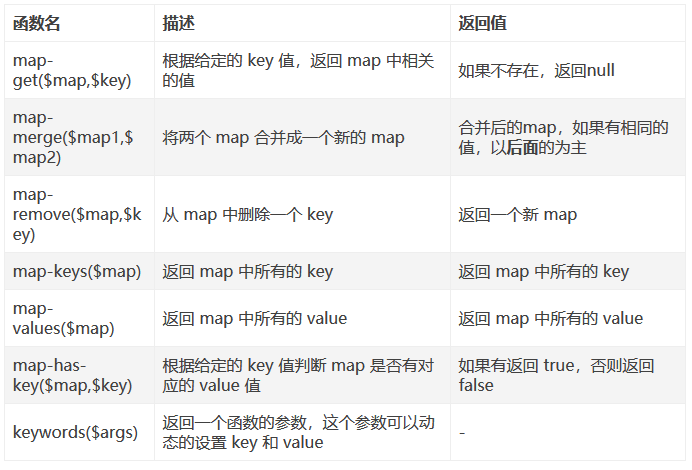 函数名 描述 返回值
map-
get($map,$key)
根据给定的 key 值，返回 map 中相关
的值
如果不存在，返回null
map-
merge($map1,$
map2)
将两个 map 合并成一个新的 map
合并后的map，如果有相同的
值，以后面的为主
map-
remove($map,$k
ey)
从 map 中删除一个 key
返回一个新 map
map-keys($map)
返回 map 中所有的 key
返回 map 中所有的 key
map-
values($map)
返回 map 中所有的 value
返回 map 中所有的 value
map-has-
key($map,$key)
根据给定的 key 值判断 map 是否有对
应的 value 值
如果有返回 true，否则返回
false
keywords($args)
返回一个函数的参数，这个参数可以动
态的设置 key 和 value
-